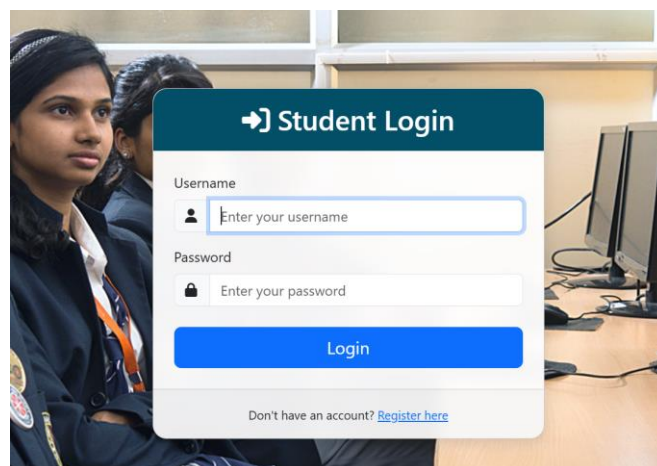 Student Login
Username
Enter your username
Password
Enter your password
Login
Don't have an account? Register here